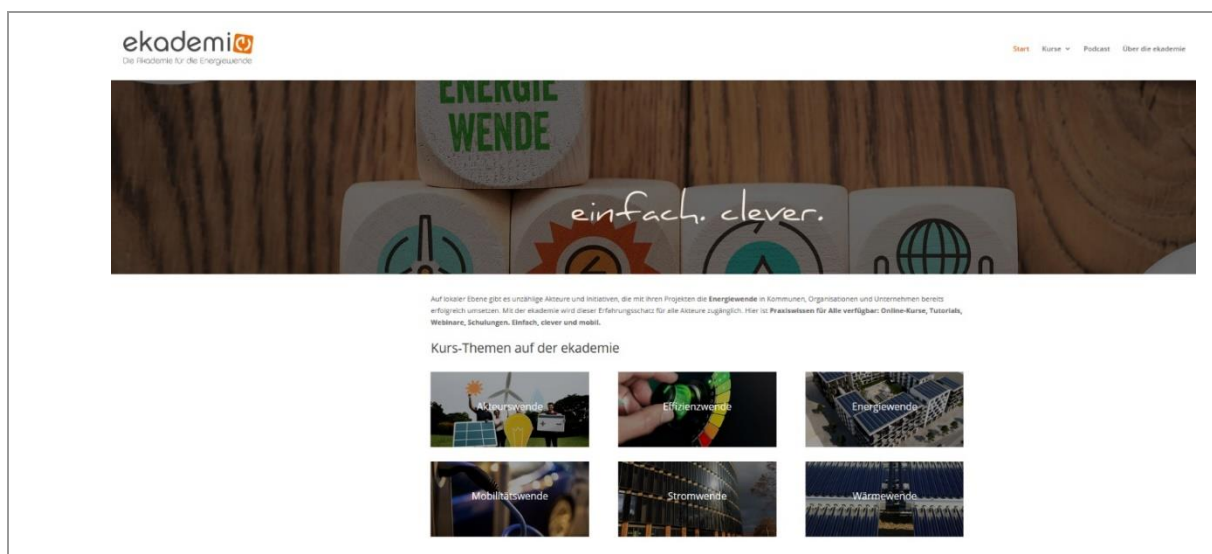 ekademie
Die Akademie für die Energiewende
Start Kurse Podcast Über die ekademie
ENERGIE
WENDE
einfach. clever.
Auf lokaler Ebene gibt es unzählige Akteure und Initiativen, die mit ihren Projekten die Energiewende in Kommunen, Organisationen und Unternehmen bereits
erfolgreich umsetzen. Mit der ekademie wird dieser Erfahrungsschatz für alle Akteure zugänglich. Hier ist Praxiswissen für Alle verfügbar: Online-Kurse, Tutorials,
Webinare, Schulungen. Einfach, clever und mobil.
Kurs-Themen auf der ekademie
Akteurswende Effizienzwende Energiewende
Mobilitätswende Stromwende Wärmewende